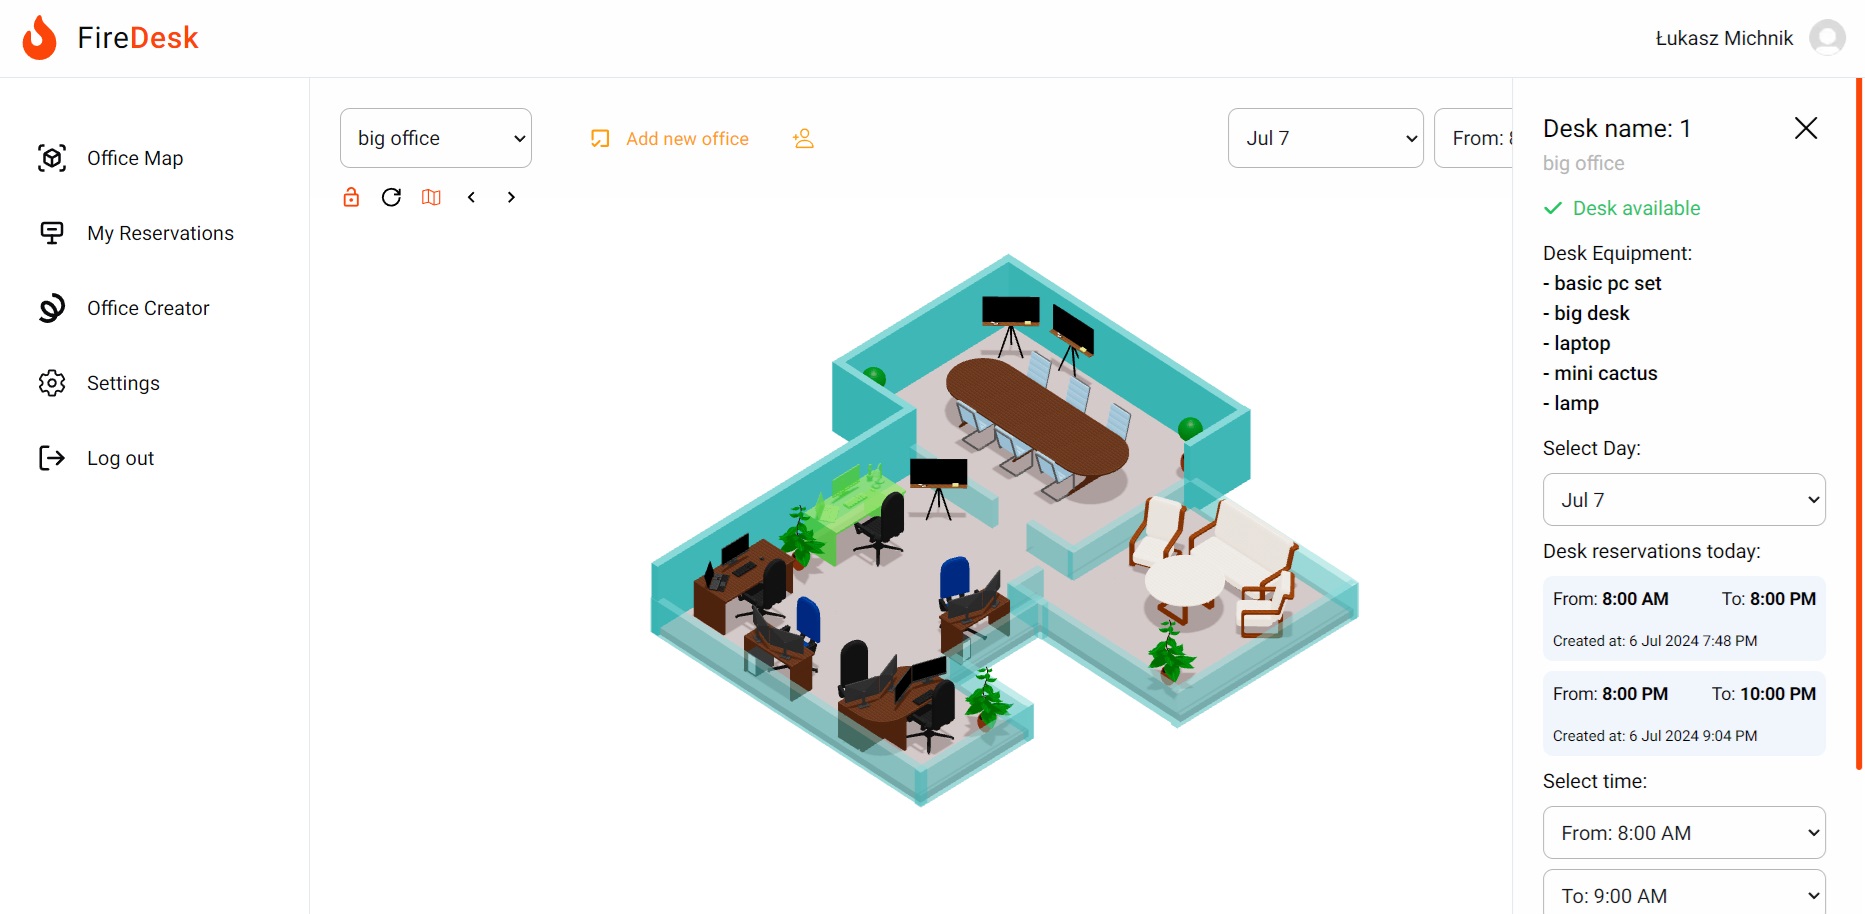 FireDesk
Łukasz Michnik
Office Map
My Reservations
Office Creator
Settings
Log out
big office
Add new office
Jul 7
From:
Desk name: 1
big office
Desk available
Desk Equipment:
- basic pc set
- big desk
- laptop
- mini cactus
- lamp
Select Day:
Jul 7
Desk reservations today:
From: 8:00 AM To: 8:00 PM
Created at: 6 Jul 2024 7:48 PM
From: 8:00 PM To: 10:00 PM
Created at: 6 Jul 2024 9:04 PM
Select time:
From: 8:00 AM
To: 9:00 AM